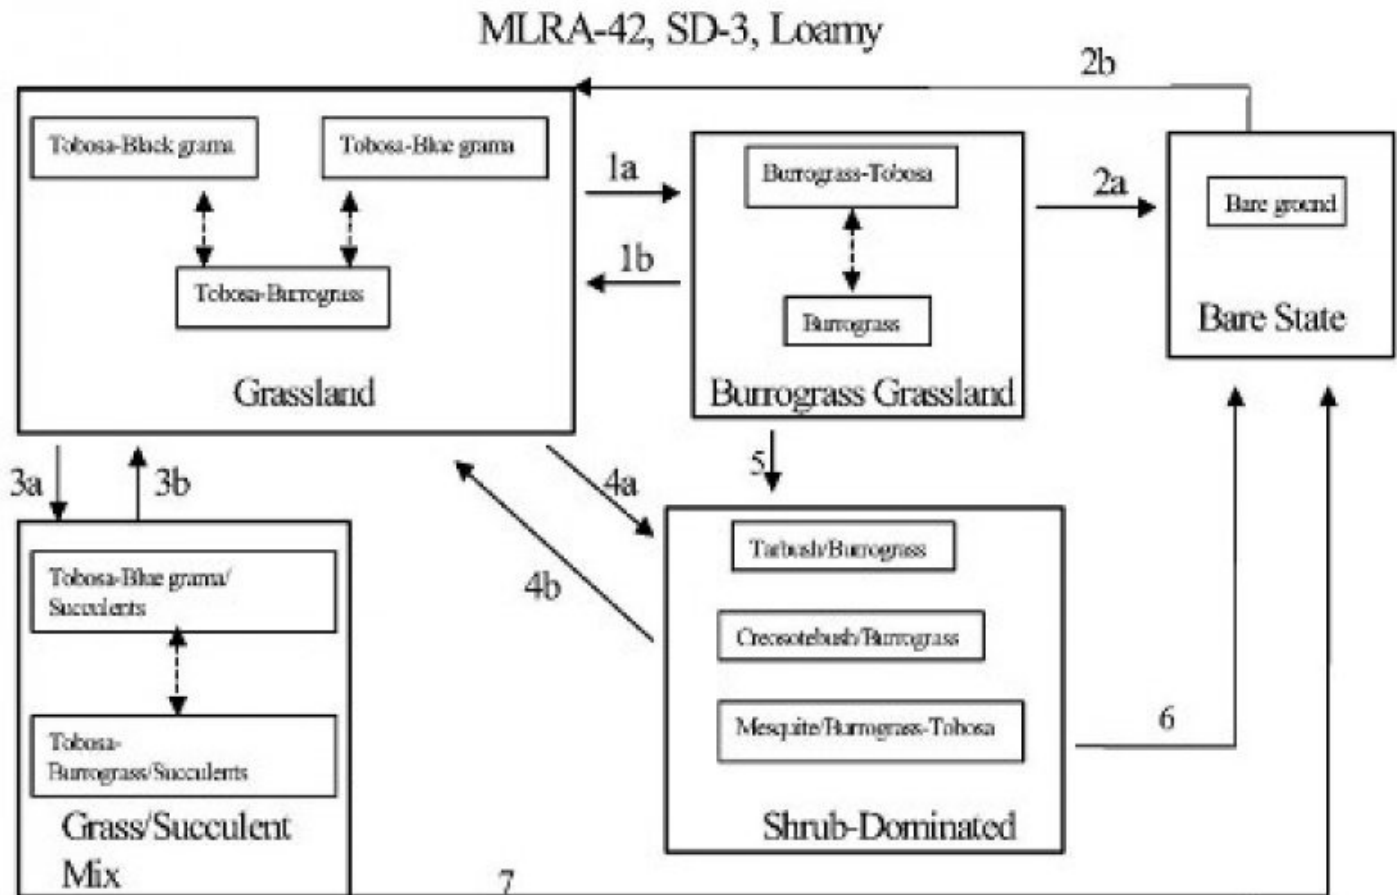 MLRA-42, SD-3, Loamy
2b
Tobosa-Black grama
Tobosa-Blue grama
Tobosa-Burrograss
Grassland
1a
1b
Burrograss-Tobosa
Burrograss
Burrograss Grassland
2a
Bare ground
Bare State
3a
3b
4a
4b
5
Tobosa-Blue grama/
Succulents
Tobosa-
Burrograss/Succulents
Grass/Succulent
Mix
Tarbush/Burrograss
Creosotebush/Burrograss
Mesquite/Burrograss-Tobosa
Shrub-Dominated
6
7